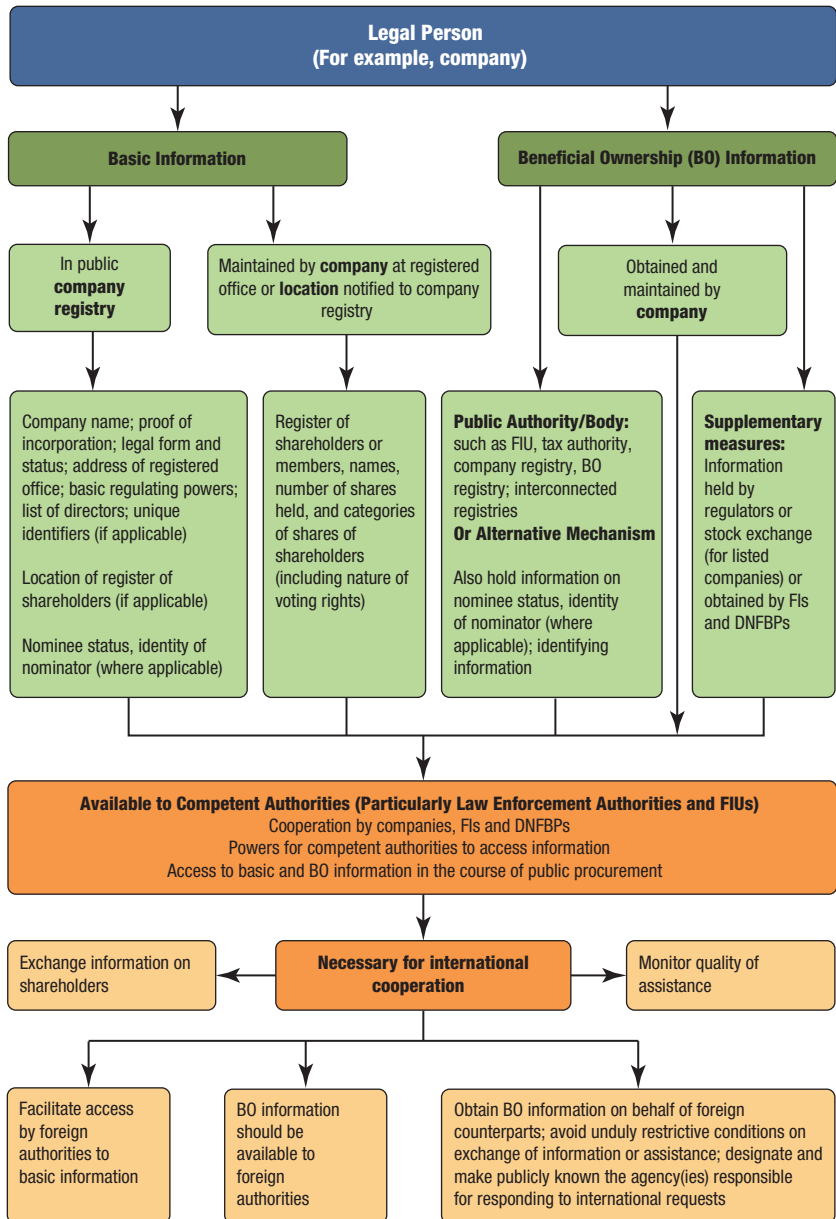 Legal Person
(For example, company)
Basic Information
Beneficial Ownership (BO) Information
In public
company
registry
Maintained by company at registered
office or location notified to company
registry
Obtained and
maintained by
company
Company name; proof of
incorporation; legal form and
status; address of registered
office; basic regulating powers;
list of directors; unique
identifiers (if applicable)
Location of register of
shareholders (if applicable)
Nominee status, identity of
nominator (where applicable)
Register of
shareholders or
members, names,
number of shares
held, and categories
of shares of
shareholders
(including nature of
voting rights)
Public Authority/Body:
such as FIU, tax authority,
company registry, BO
registry; interconnected
registries
Or Alternative Mechanism
Also hold information on
nominee status, identity
of nominator (where
applicable); identifying
information
Supplementary
measures:
Information
held by
regulators or
stock exchange
(for listed
companies) or
obtained by FIs
and DNFBPs
Available to Competent Authorities (Particularly Law Enforcement Authorities and FIUs)
Cooperation by companies, FIs and DNFBPs
Powers for competent authorities to access information
Access to basic and BO information in the course of public procurement
Exchange information on
shareholders
Necessary for international
cooperation
Monitor quality of
assistance
Facilitate access
by foreign
authorities to
basic information
BO information
should be
available to
foreign
authorities
Obtain BO information on behalf of foreign
counterparts; avoid unduly restrictive conditions on
exchange of information or assistance; designate and
make publicly known the agency(ies) responsible
for responding to international requests